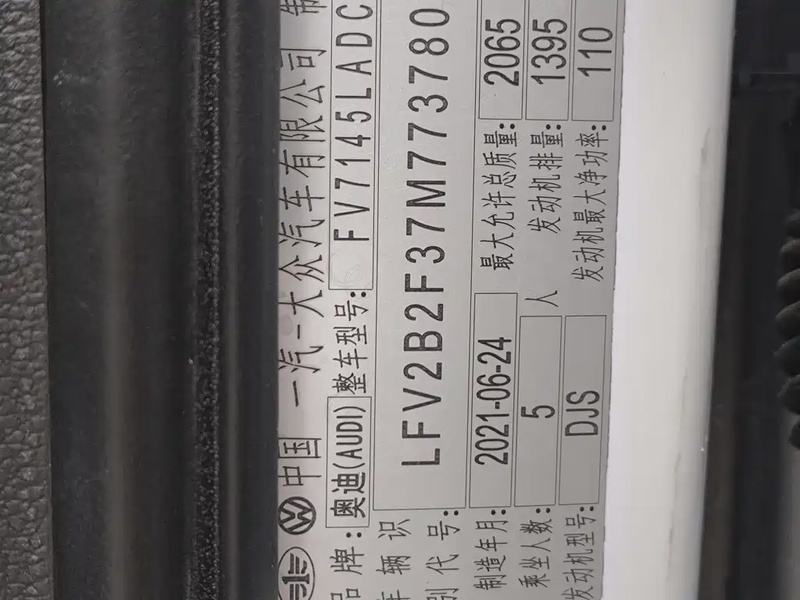 中国 一汽-大众汽车有限公司 制
品牌: 奥迪(AUDI) 整车型号: FV7145LADC
车辆识别代号: LFV2B2F37M773780
制造年月: 2021-06-24 最大允许总质量: 2065
乘坐人数: 5 人 发动机排量: 1395
发动机型号: DJS 发动机最大净功率: 110